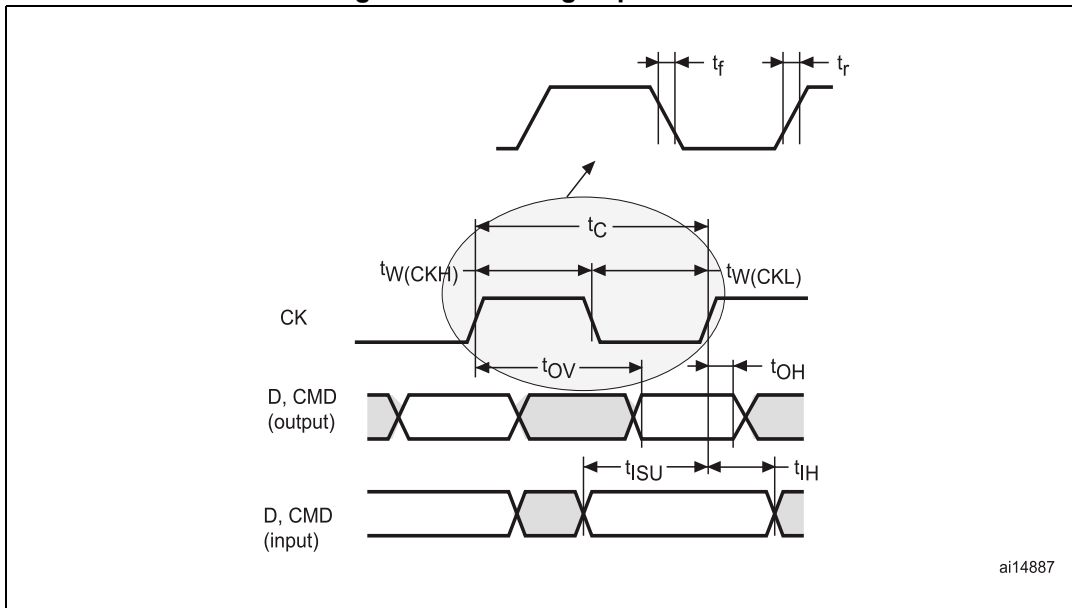 tf
tr
tC
tW(CKH)
tW(CKL)
CK
tOV
tOH
D, CMD
(output)
tISU
tIH
D, CMD
(input)
ai14887